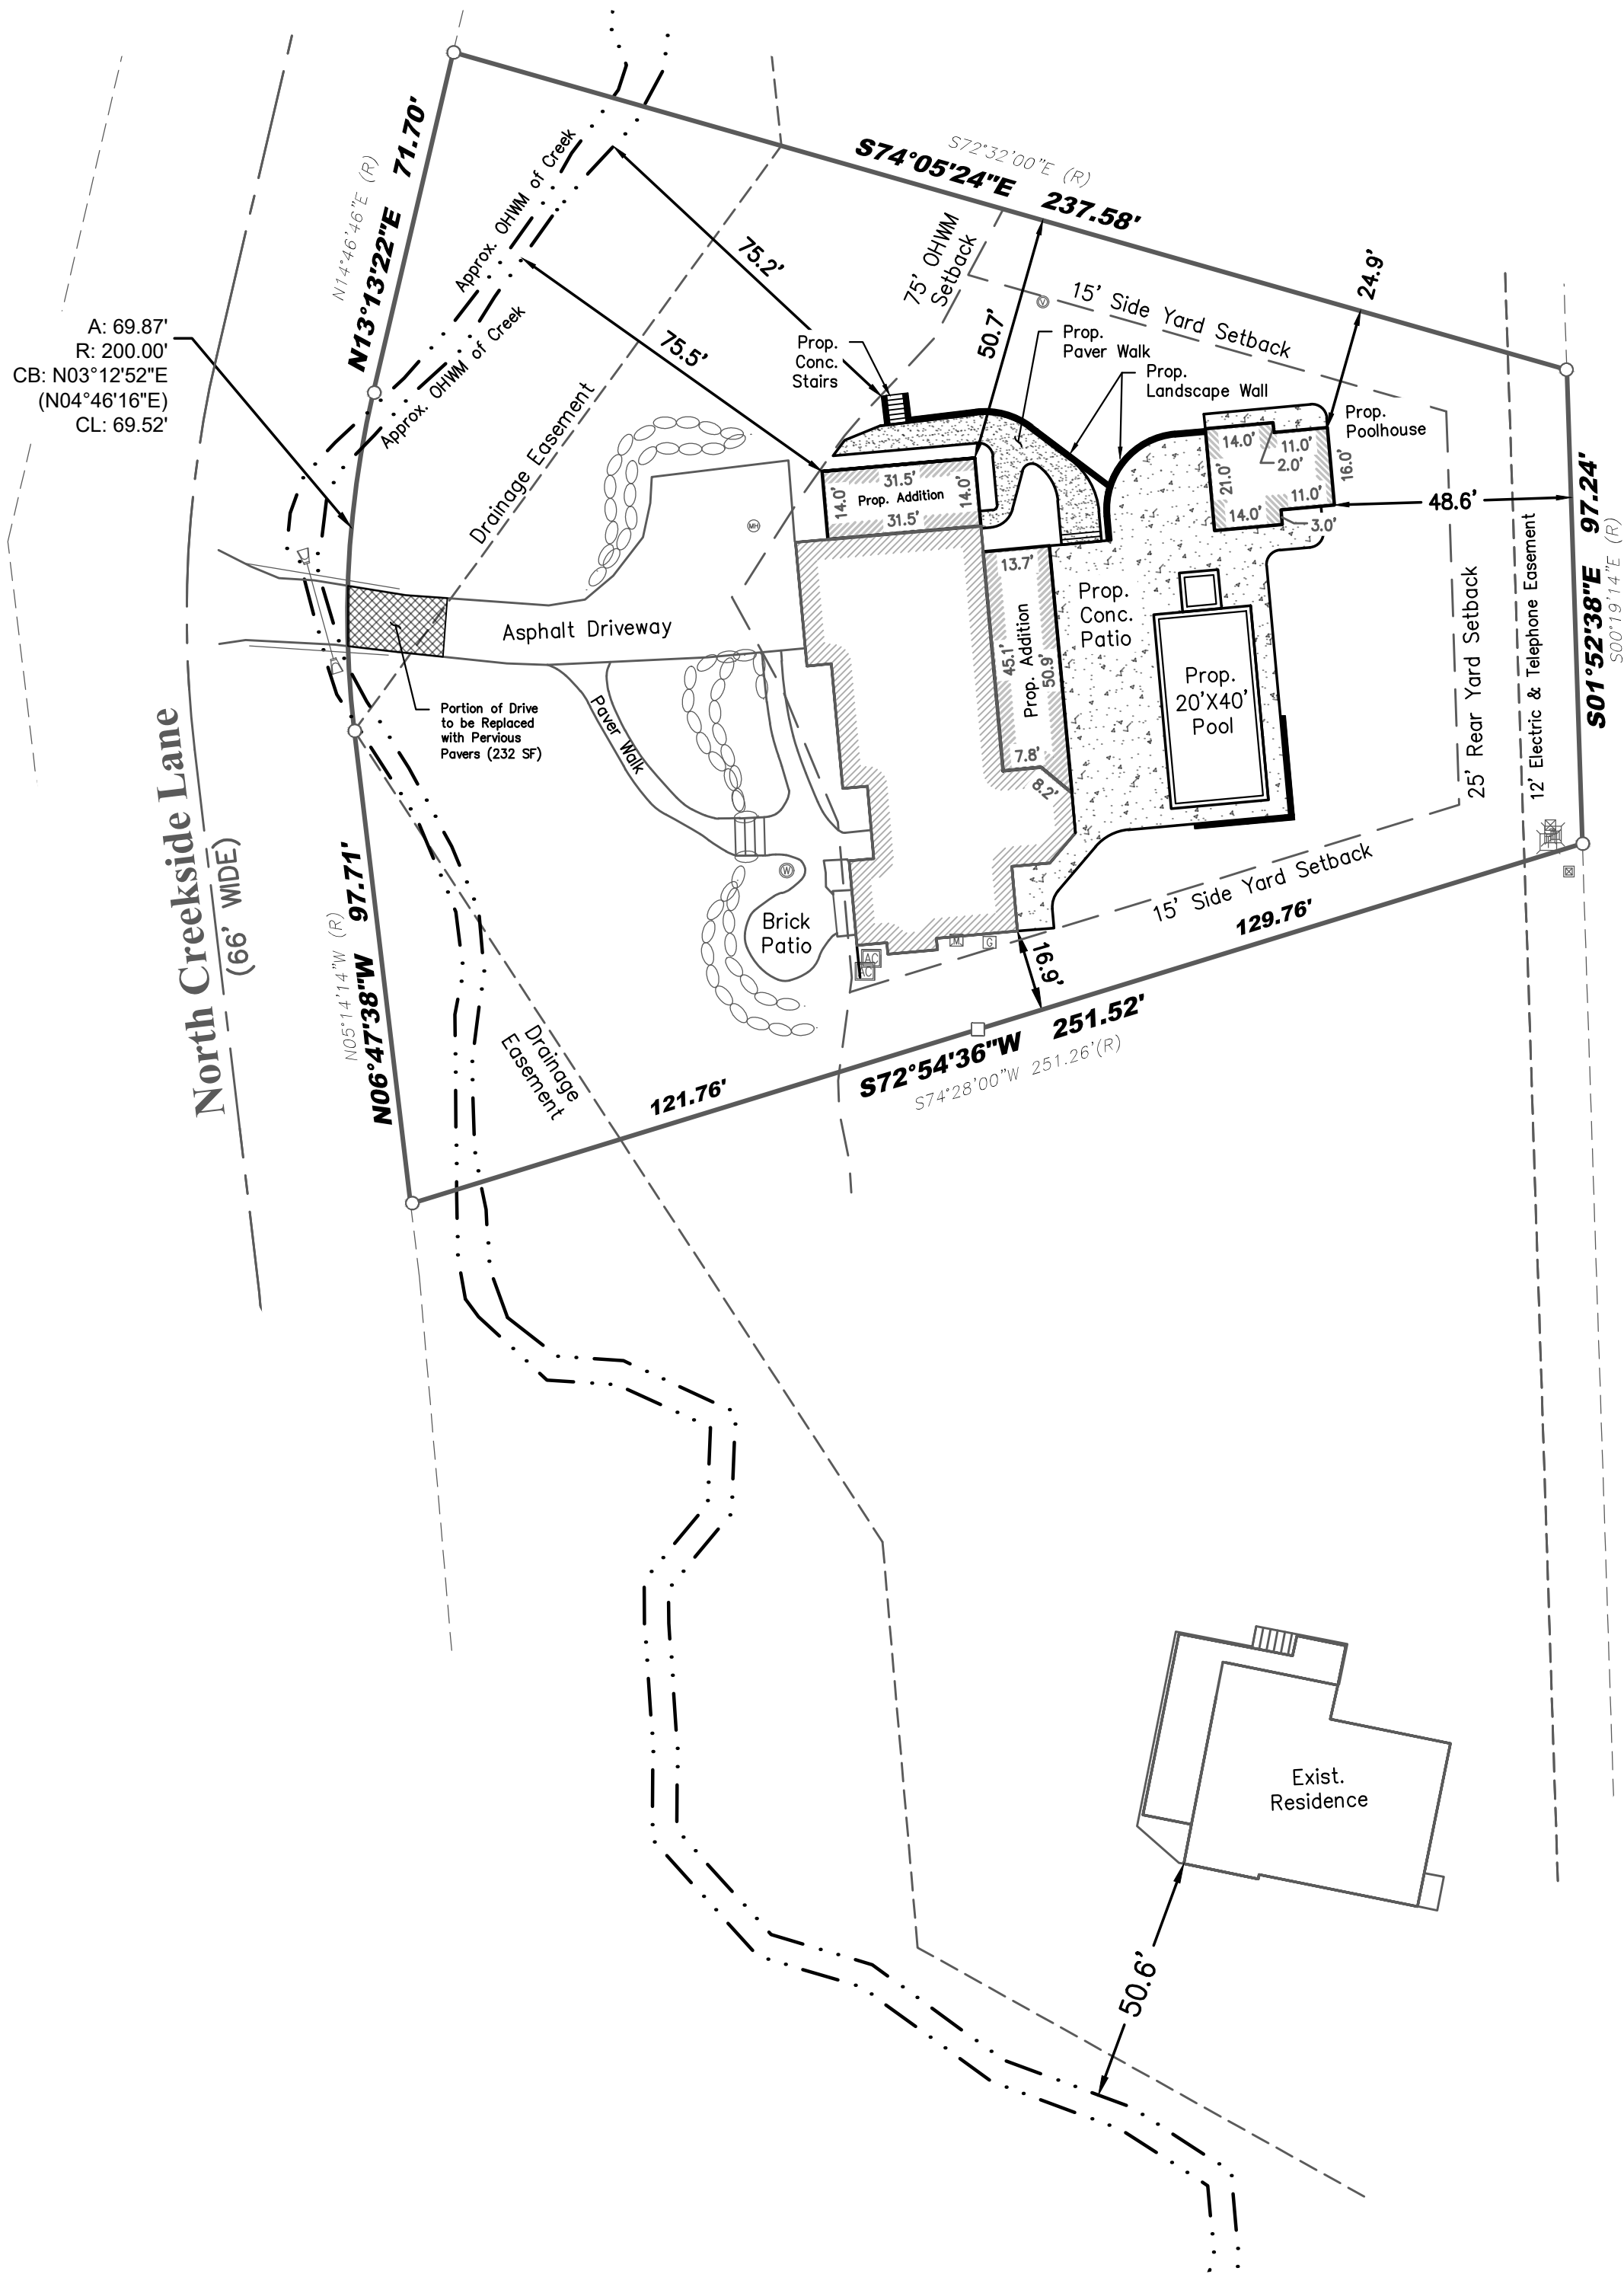 S72°32'00"E (R)
S74°05'24"E 237.58'
N14°46'46"E (R)
N13°13'22"E 71.70'
Approx. OHWM of Creek
Approx. OHWM of Creek
75.2'
75.5'
75' OHWM
Setback
50.7'
24.9'
15' Side Yard Setback
A: 69.87'
R: 200.00'
CB: N03°12'52"E
(N04°46'16"E)
CL: 69.52'
Prop.
Conc.
Stairs
Prop.
Paver Walk
Prop.
Landscape Wall
Prop.
Poolhouse
Drainage Easement
14.0'
11.0'
2.0'
16.0'
21.0'
11.0'
14.0'
3.0'
48.6'
31.5'
14.0'
Prop. Addition
14.0'
31.5'
MH
V
13.7'
45.1'
Prop. Addition
50.9'
7.8'
8.2'
Prop.
Conc.
Patio
Prop.
20'X40'
Pool
25' Rear Yard Setback
12' Electric & Telephone Easement
S01°52'38"E 97.24'
S00°19'14"E (R)
Asphalt Driveway
Portion of Drive
to be Replaced
with Pervious
Pavers (232 SF)
Paver Walk
W
Brick
Patio
AC
AC
M
G
North Creekside Lane
(66' WIDE)
N05°14'14"W (R)
N06°47'38"W 97.71'
15' Side Yard Setback
129.76'
16.9'
S72°54'36"W 251.52'
S74°28'00"W 251.26'(R)
121.76'
Drainage
Easement
Exist.
Residence
50.6'